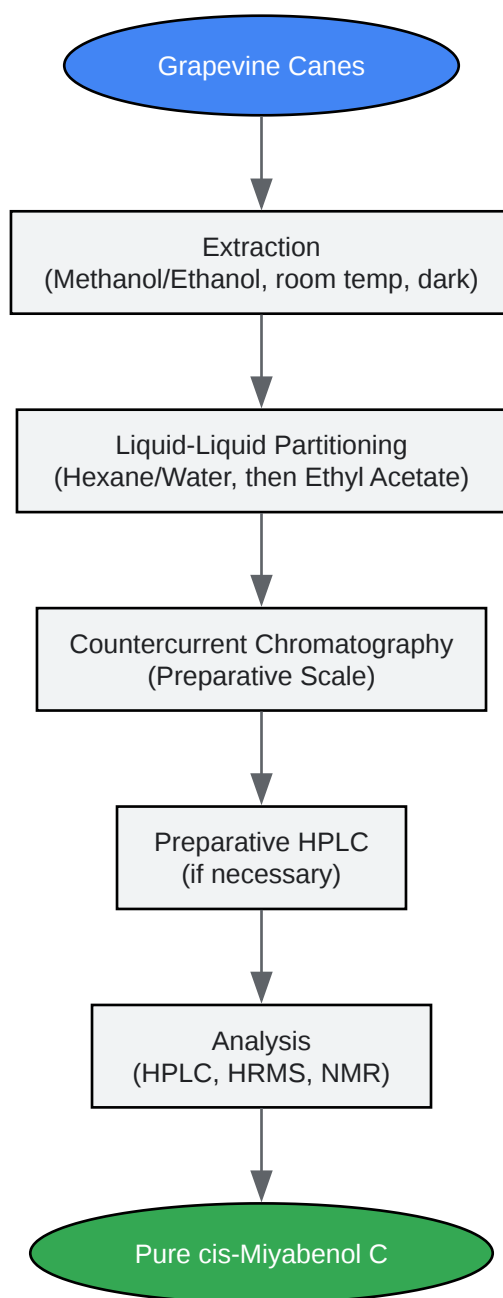 Grapevine Canes
Extraction
(Methanol/Ethanol, room temp, dark)
Liquid-Liquid Partitioning
(Hexane/Water, then Ethyl Acetate)
Countercurrent Chromatography
(Preparative Scale)
Preparative HPLC
(if necessary)
Analysis
(HPLC, HRMS, NMR)
Pure cis-Miyabenol C